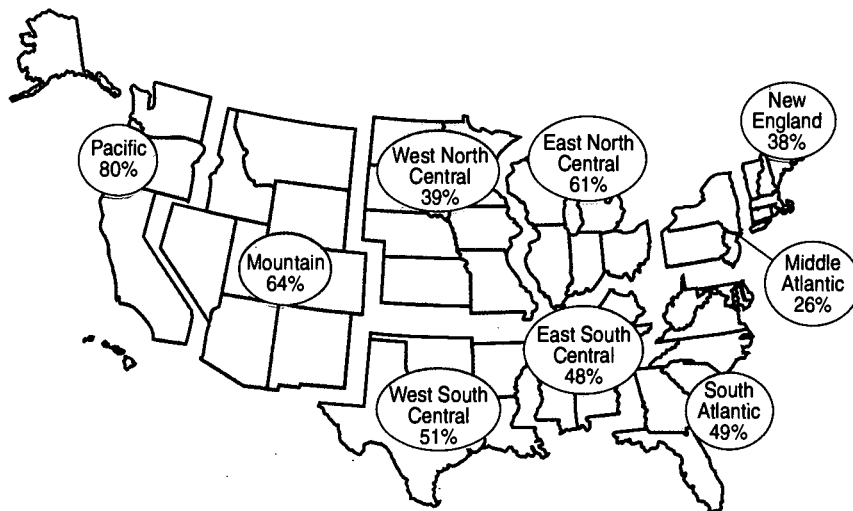 New
England
38%
Pacific
80%
West North
Central
39%
East North
Central
61%
Mountain
64%
Middle
Atlantic
26%
East South
Central
48%
West South
Central
51%
South
Atlantic
49%